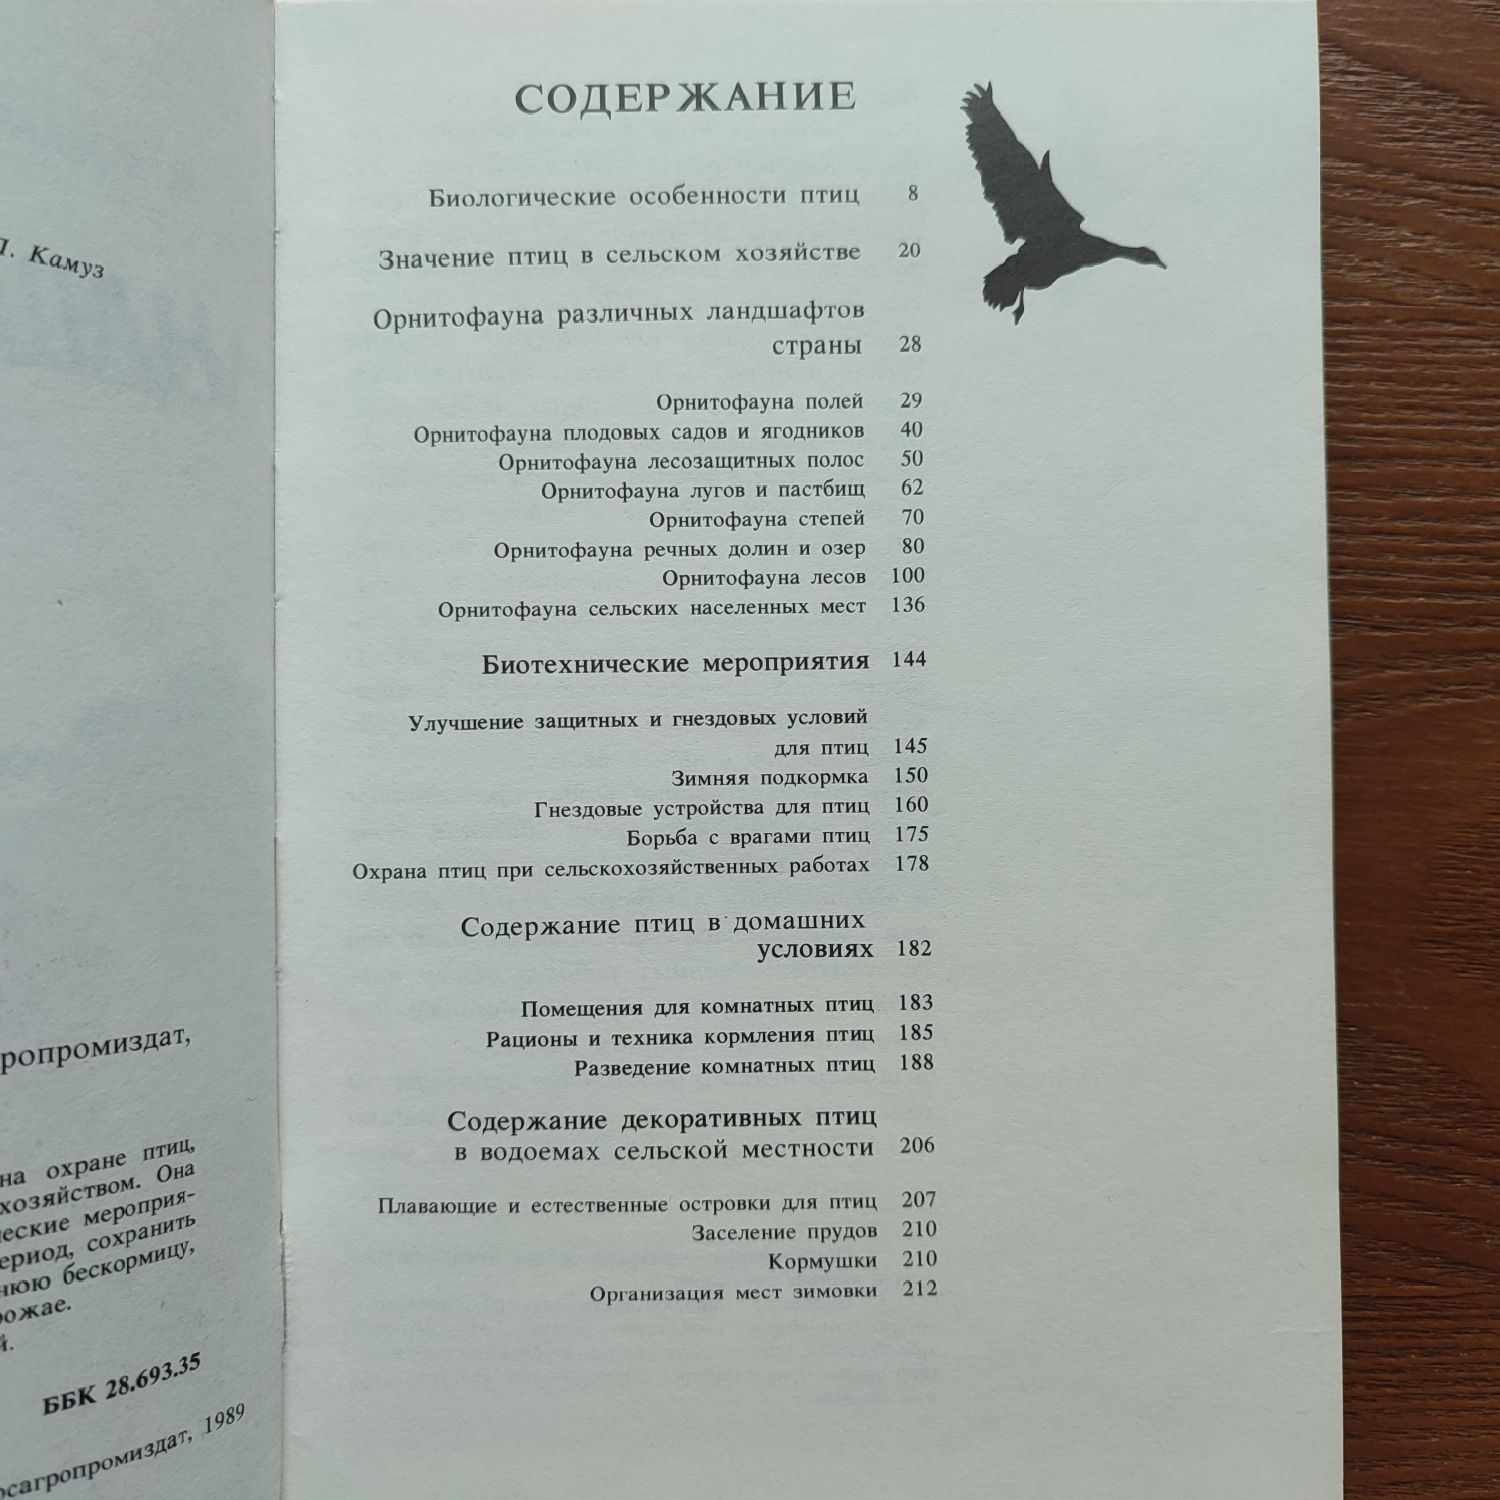 Л. Камуз
ропромиздат,
на охране птиц,
хозяйством. Она
ческие мероприя-
ериод, сохранить
нюю бескормицу,
рожае.
й.
ББК 28.693.35
осагропромиздат, 1989
СОДЕРЖАНИЕ
Биологические особенности птиц 8
Значение птиц в сельском хозяйстве 20
Орнитофауна различных ландшафтов
страны 28
Орнитофауна полей 29
Орнитофауна плодовых садов и ягодников 40
Орнитофауна лесозащитных полос 50
Орнитофауна лугов и пастбищ 62
Орнитофауна степей 70
Орнитофауна речных долин и озер 80
Орнитофауна лесов 100
Орнитофауна сельских населенных мест 136
Биотехнические мероприятия 144
Улучшение защитных и гнездовых условий
для птиц 145
Зимняя подкормка 150
Гнездовые устройства для птиц 160
Борьба с врагами птиц 175
Охрана птиц при сельскохозяйственных работах 178
Содержание птиц в домашних
условиях 182
Помещения для комнатных птиц 183
Рационы и техника кормления птиц 185
Разведение комнатных птиц 188
Содержание декоративных птиц
в водоемах сельской местности 206
Плавающие и естественные островки для птиц 207
Заселение прудов 210
Кормушки 210
Организация мест зимовки 212